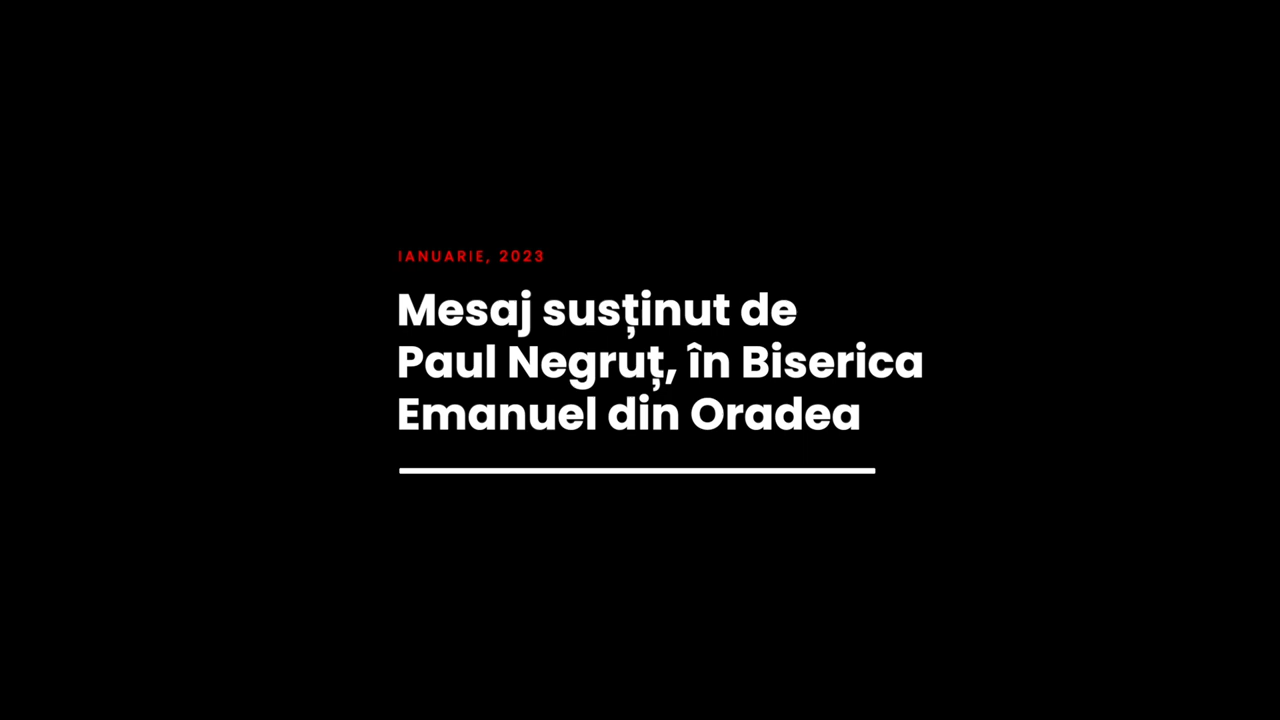 IANUARIE, 2023
Mesaj susținut de
Paul Negruț, în Biserica
Emanuel din Oradea